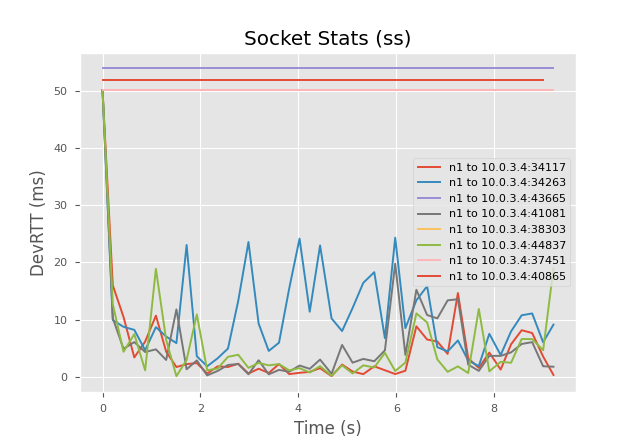 Socket Stats (ss)
DevRTT (ms)
50
40
30
20
10
0
n1 to 10.0.3.4:34117
n1 to 10.0.3.4:34263
n1 to 10.0.3.4:43665
n1 to 10.0.3.4:41081
n1 to 10.0.3.4:38303
n1 to 10.0.3.4:44837
n1 to 10.0.3.4:37451
n1 to 10.0.3.4:40865
0 2 4 6 8
Time (s)